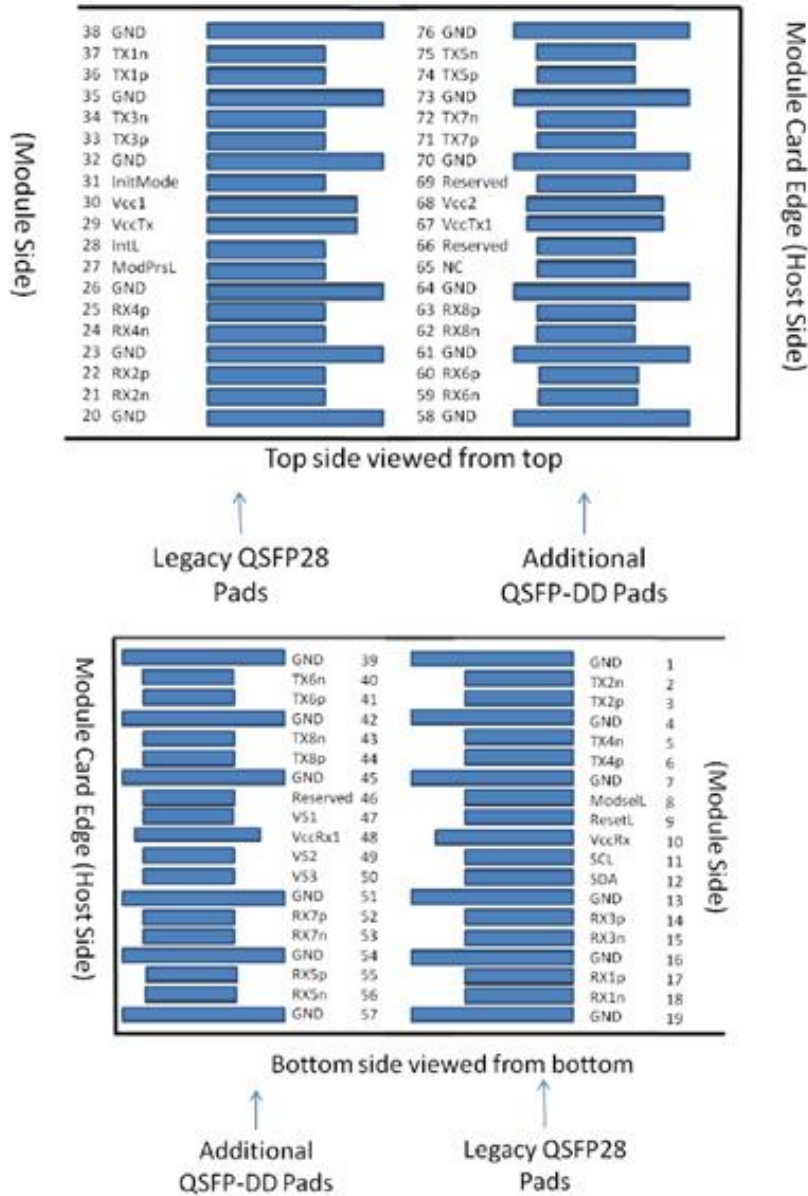 38 GND 76 GND
37 TX1n 75 TX5n
36 TX1p 74 TX5p
35 GND 73 GND
34 TX3n 72 TX7n
33 TX3p 71 TX7p
32 GND 70 GND
31 InitMode 69 Reserved
30 Vcc1 68 Vcc2
29 VccTx 67 VccTx1
28 IntL 66 Reserved
27 ModPrsL 65 NC
26 GND 64 GND
25 RX4p 63 RX8p
24 RX4n 62 RX8n
23 GND 61 GND
22 RX2p 60 RX6p
21 RX2n 59 RX6n
20 GND 58 GND
(Module Side)
Module Card Edge (Host Side)
Top side viewed from top
Legacy QSFP28
Pads
Additional
QSFP-DD Pads
Module Card Edge (Host Side)
GND 39 GND 1
TX6n 40 TX2n 2
TX6p 41 TX2p 3
GND 42 GND 4
TX8n 43 TX4n 5
TX8p 44 TX4p 6
GND 45 GND 7
Reserved 46 ModselL 8
VS1 47 ResetL 9
VccRx1 48 VccRx 10
VS2 49 SCL 11
VS3 50 SDA 12
GND 51 GND 13
RX7p 52 RX3p 14
RX7n 53 RX3n 15
GND 54 GND 16
RX5p 55 RX1p 17
RX5n 56 RX1n 18
GND 57 GND 19
(Module Side)
Bottom side viewed from bottom
Additional
QSFP-DD Pads
Legacy QSFP28
Pads